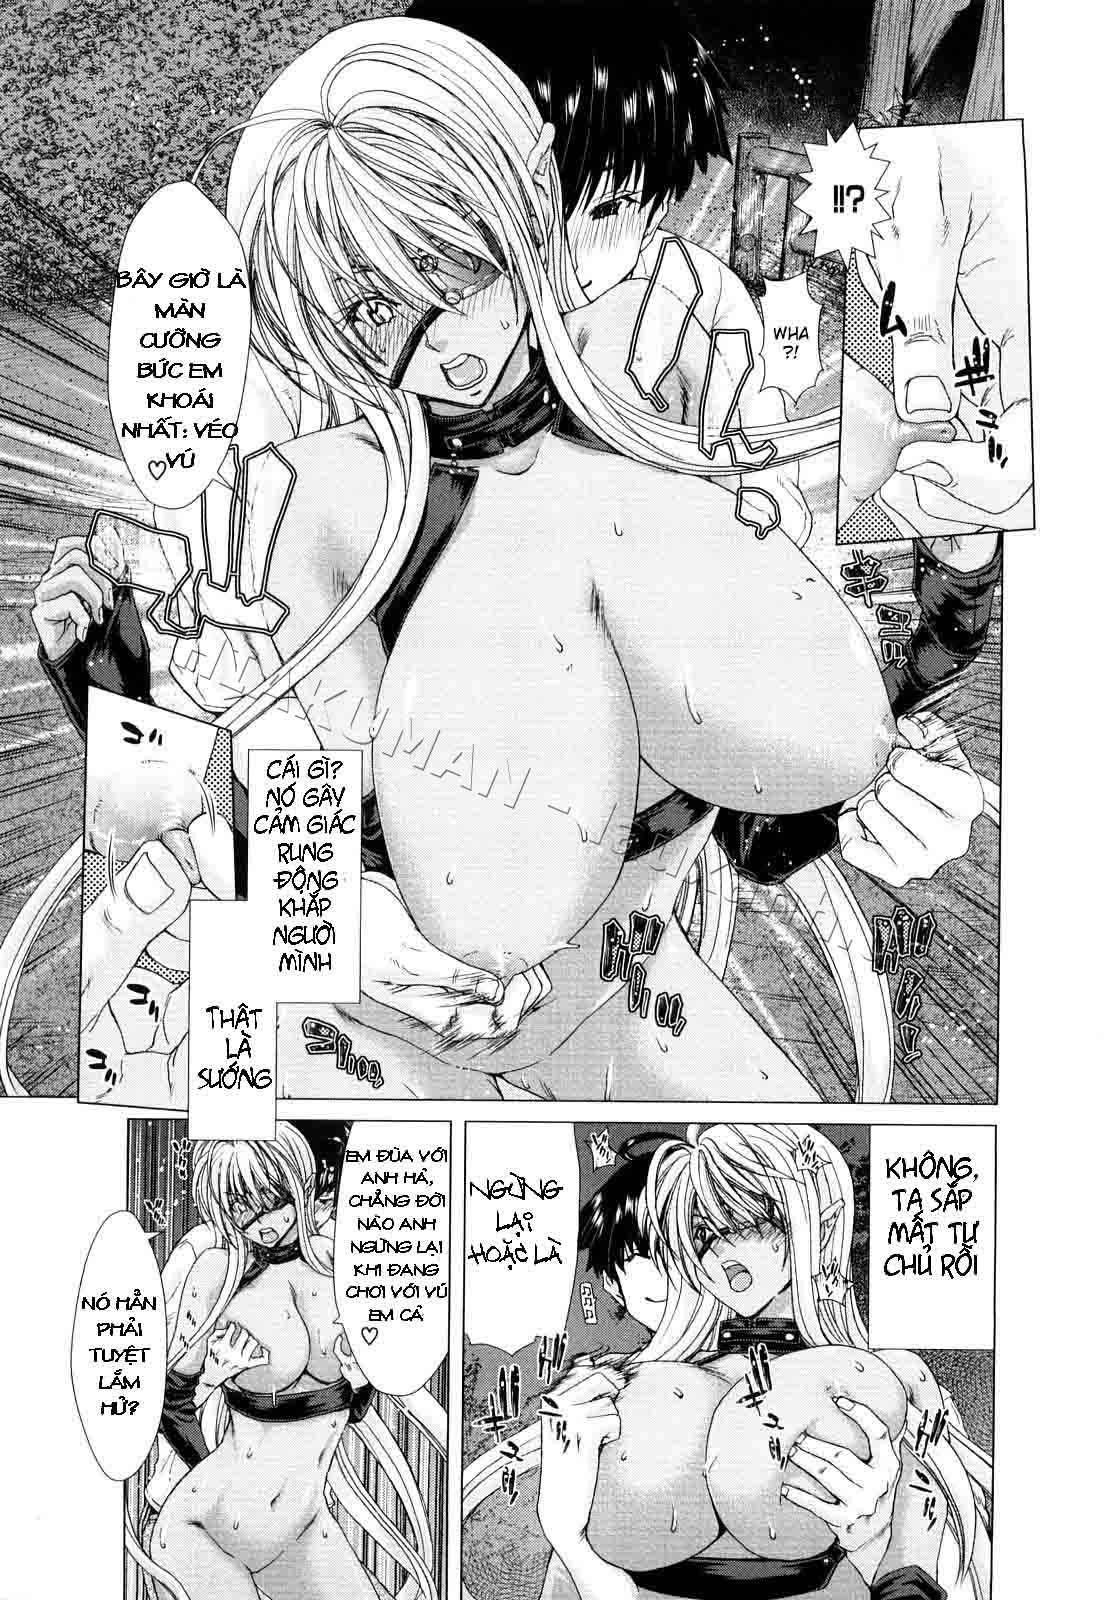 !!?
WHA
?!
BÂY GIỜ LÀ
MÀN
CƯỠNG
BỨC EM
KHOÁI
NHẤT: VÉO
VÚ
CÁI GÌ?
NÓ GÂY
CẢM GIÁC
RUNG
ĐỘNG
KHẮP
NGƯỜI
MÌNH
THẬT
LÀ
SƯỚNG
KHÔNG,
TA SẮP
MẤT TỰ
CHỦ RỒI
NGỪNG
LẠI
HOẶC LÀ
EM ĐÙA VỚI
ANH HẢ,
CHẲNG ĐỜI
NÀO ANH
NGỪNG LẠI
KHI ĐANG
CHƠI VỚI VÚ
EM CẢ
NÓ HẲN
PHẢI
TUYỆT
LẮM
HỬ?